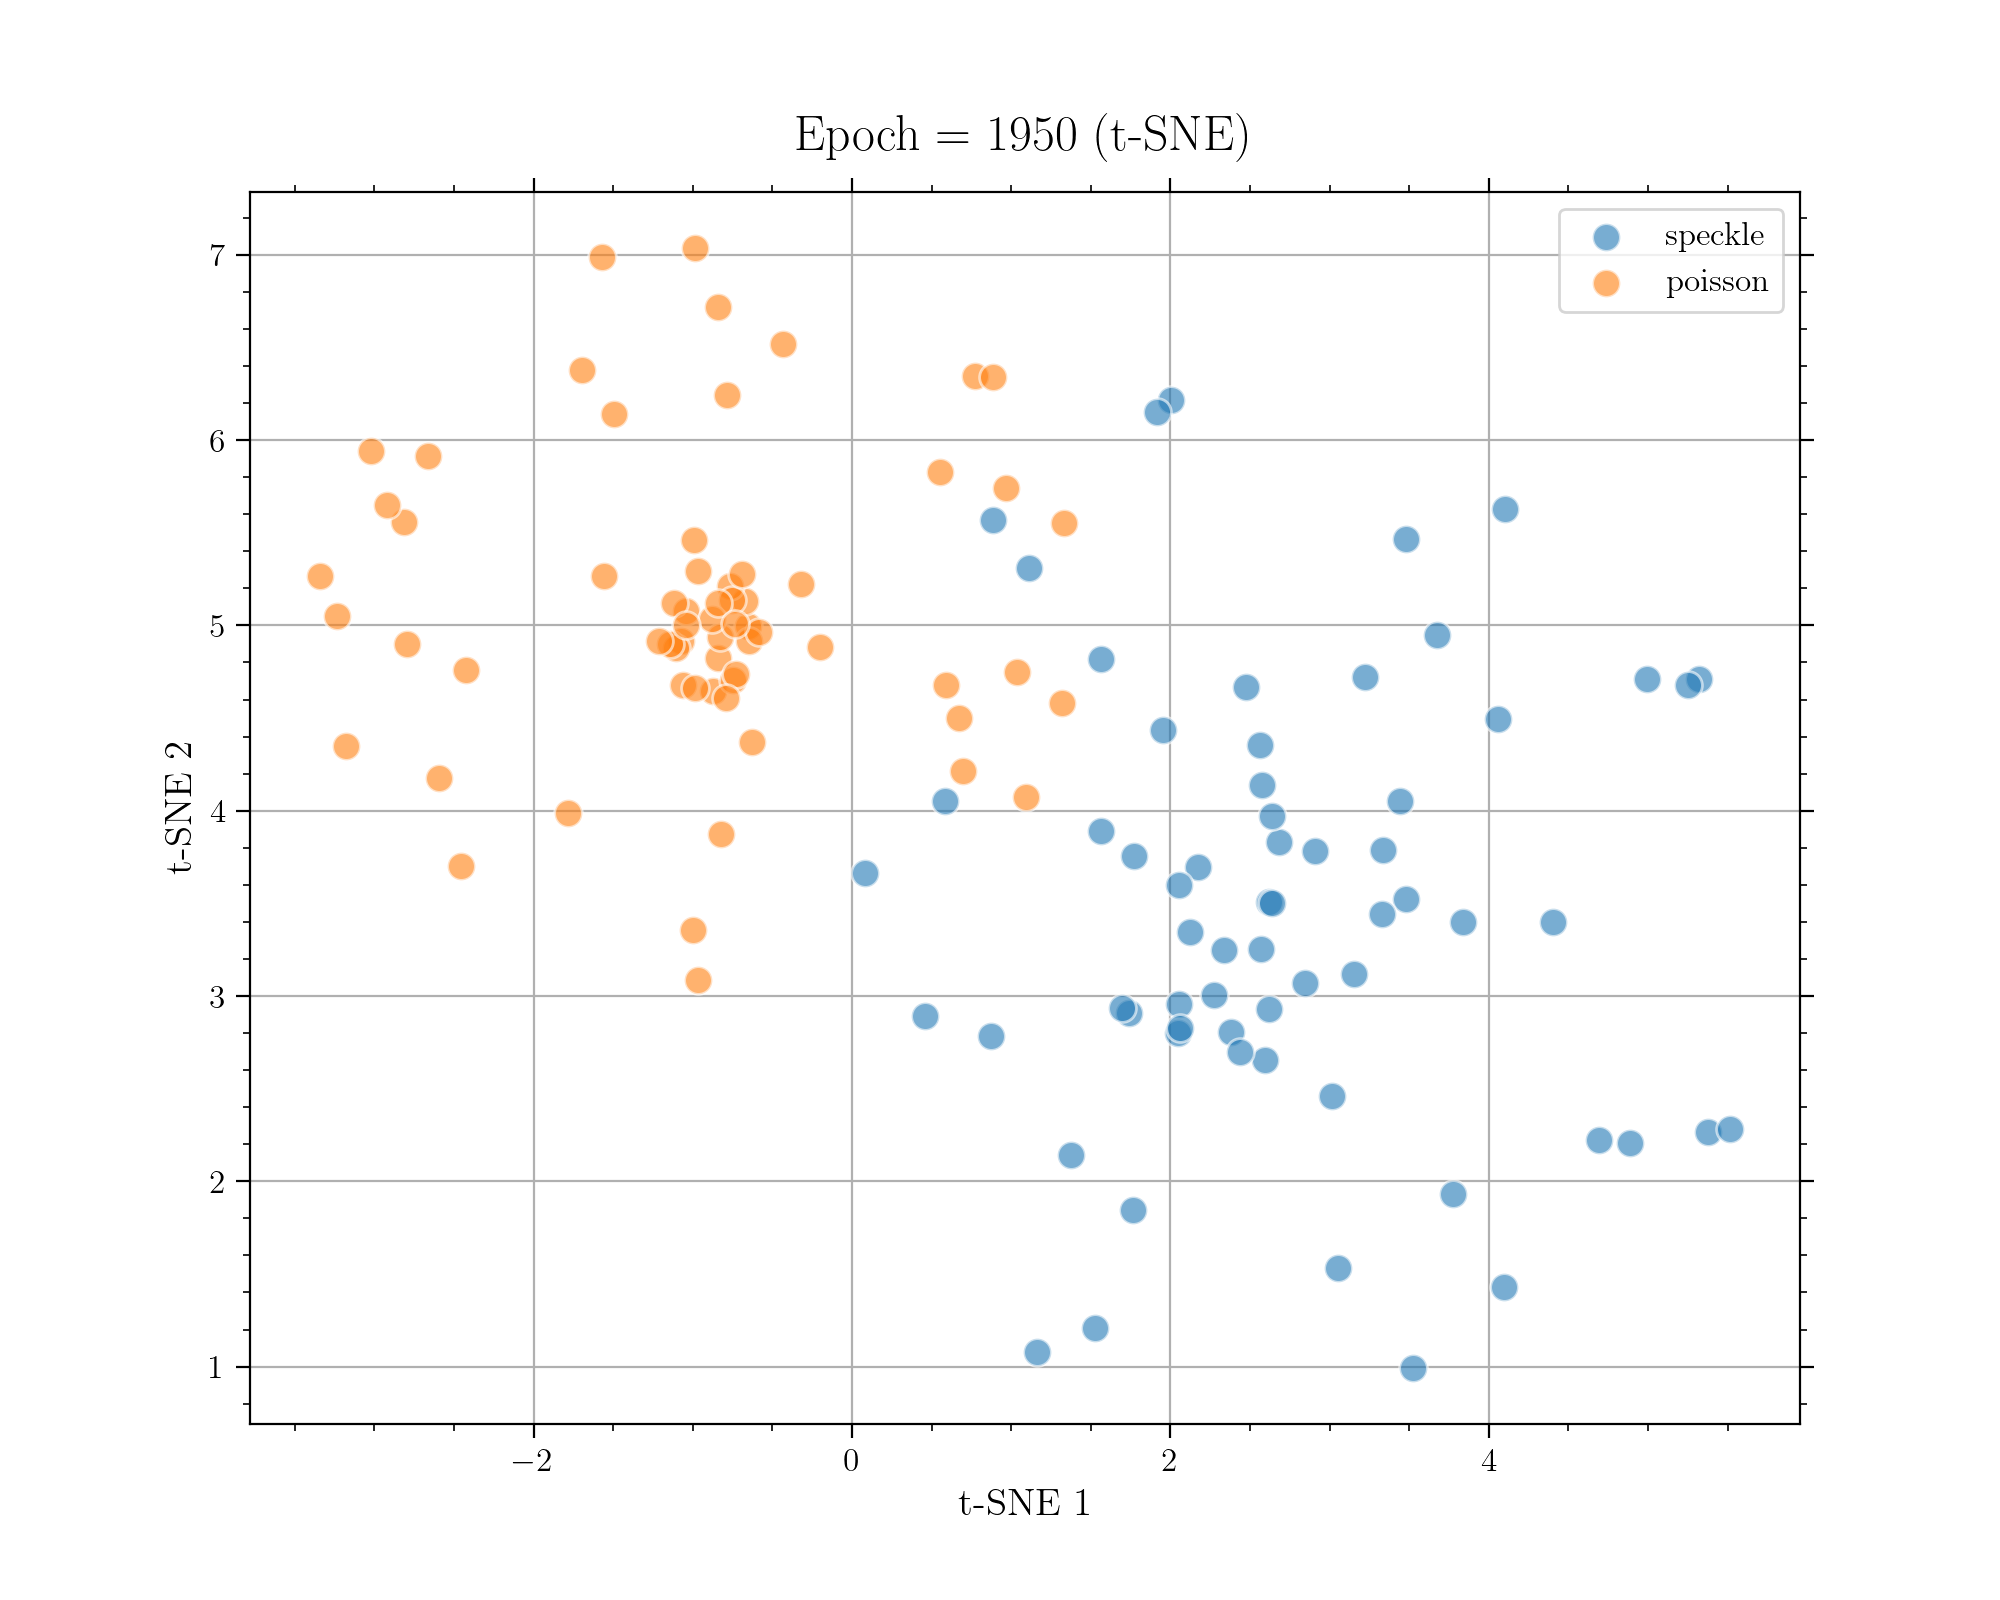 Epoch = 1950 (t-SNE)
speckle
poisson
7
6
5
4
3
2
1
t-SNE 2
−2
0
2
4
t-SNE 1